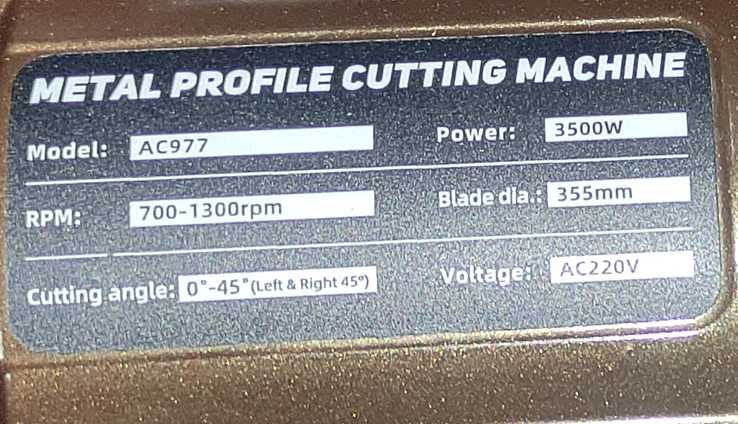 METAL PROFILE CUTTING MACHINE
Model: AC977 Power: 3500W
RPM: 700-1300rpm Blade dia.: 355mm
Cutting angle: 0°-45°(Left & Right 45°) Voltage: AC220V